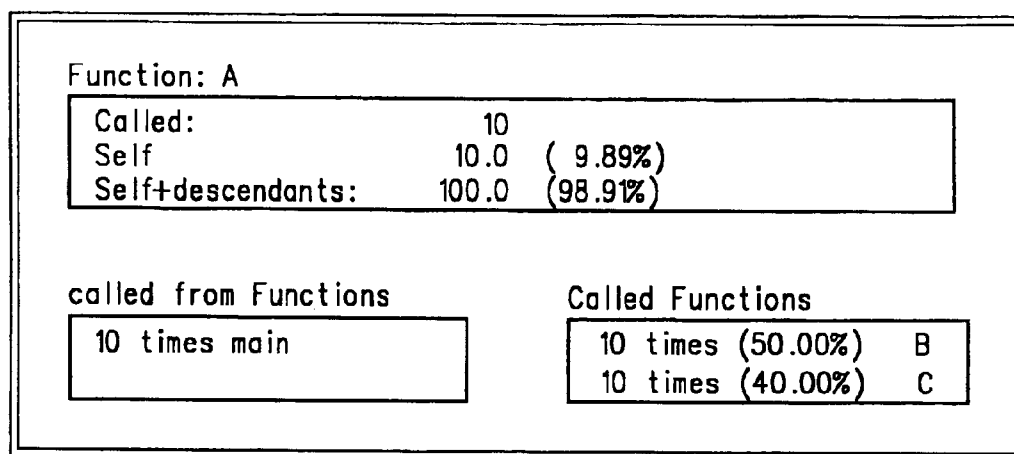 Function: A
Called: 10
Self 10.0 ( 9.89%)
Self+descendants: 100.0 (98.91%)
called from Functions
10 times main
Called Functions
10 times (50.00%) B
10 times (40.00%) C